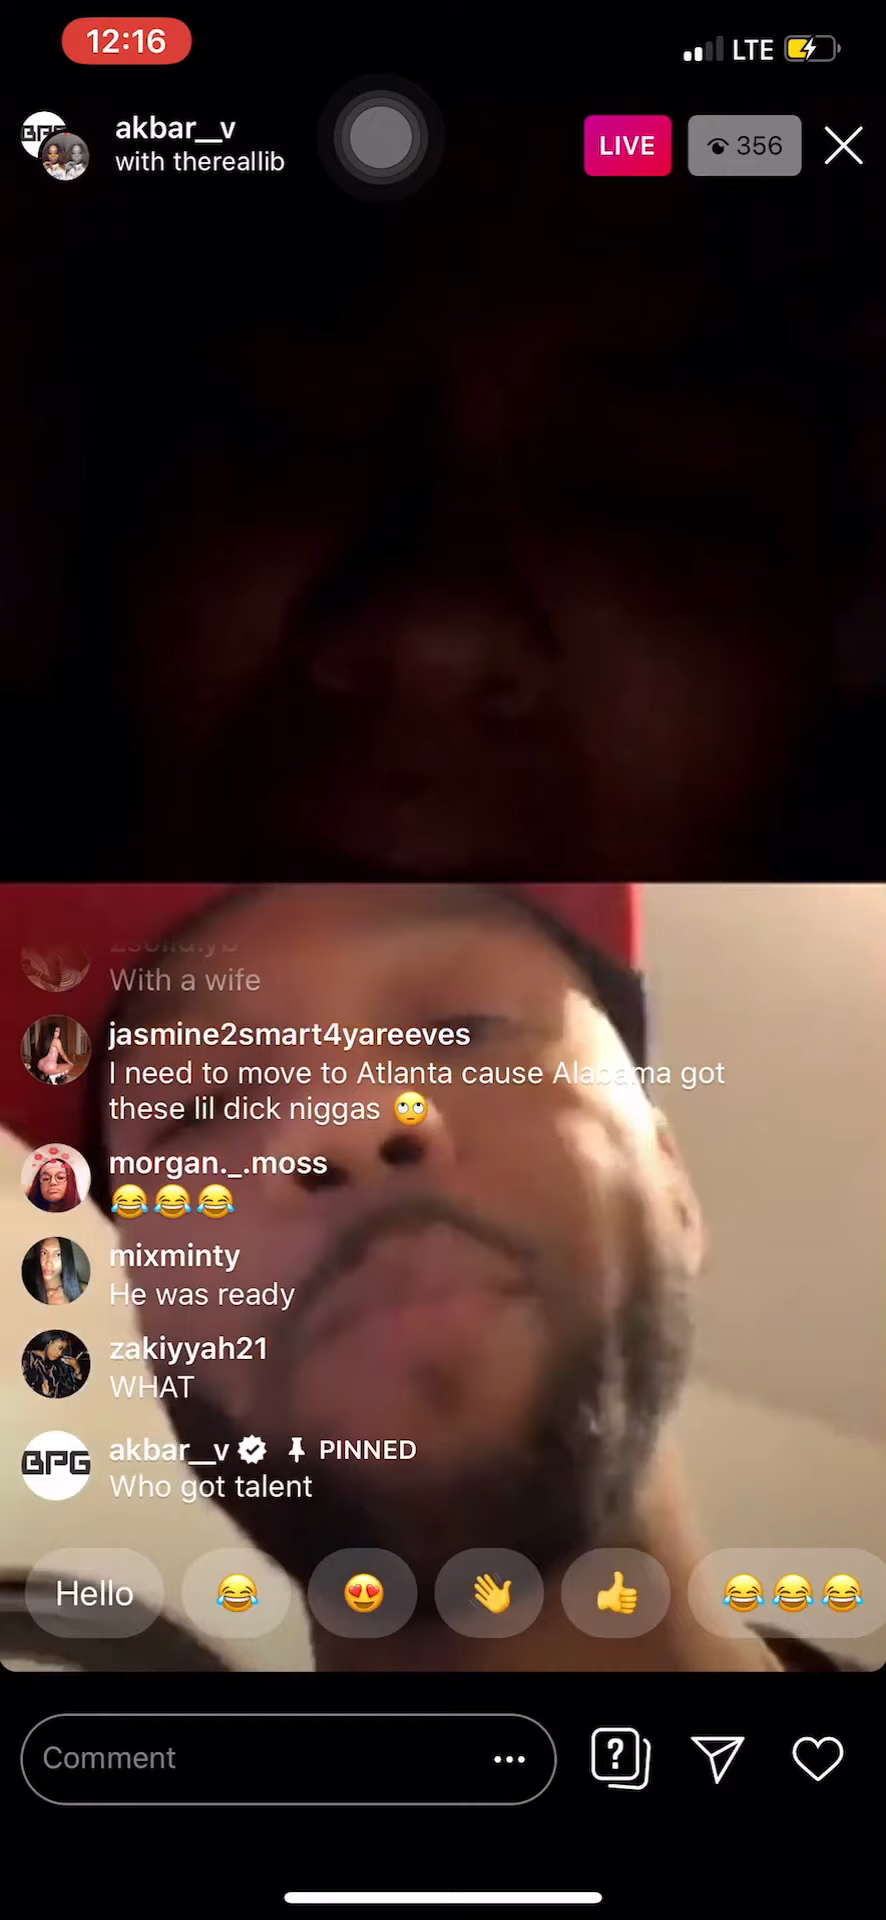 12:16
LTE
akbar__v
with thereallib
LIVE
356
With a wife
jasmine2smart4yareeves
I need to move to Atlanta cause Alabama got
these lil dick niggas 🙄
morgan._.moss
😂😂😂
mixminty
He was ready
zakiyyah21
WHAT
BPG
akbar__v PINNED
Who got talent
Hello 😂 😍 👋 👍 😂😂😂
Comment